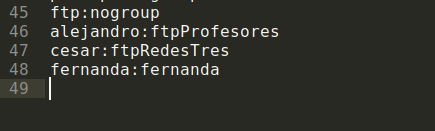 45 ftp:nogroup
46 alejandro:ftpProfesores
47 cesar:ftpRedesTres
48 fernanda:fernanda
49